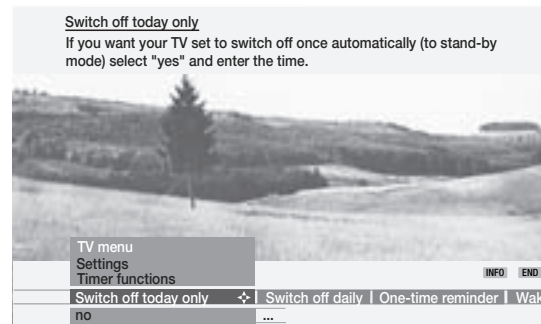 Switch off today only
If you want your TV set to switch off once automatically (to stand-by
mode) select "yes" and enter the time.
TV menu
Settings
Timer functions
INFO END
Switch off today only Switch off daily One-time reminder Wak
no ...